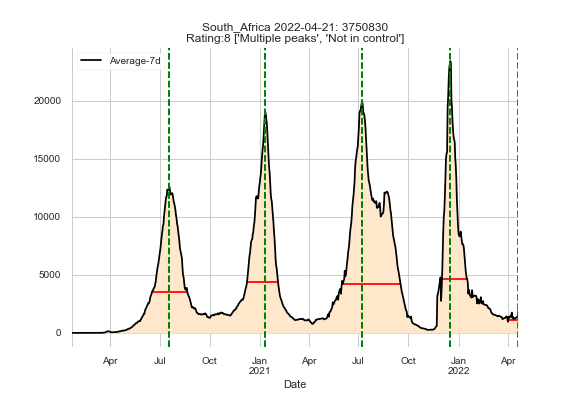 South_Africa 2022-04-21: 3750830
Rating:8 ['Multiple peaks', 'Not in control']
Average-7d
20000
15000
10000
5000
0
Apr Jul Oct Jan Apr Jul Oct Jan Apr
2021 2022
Date